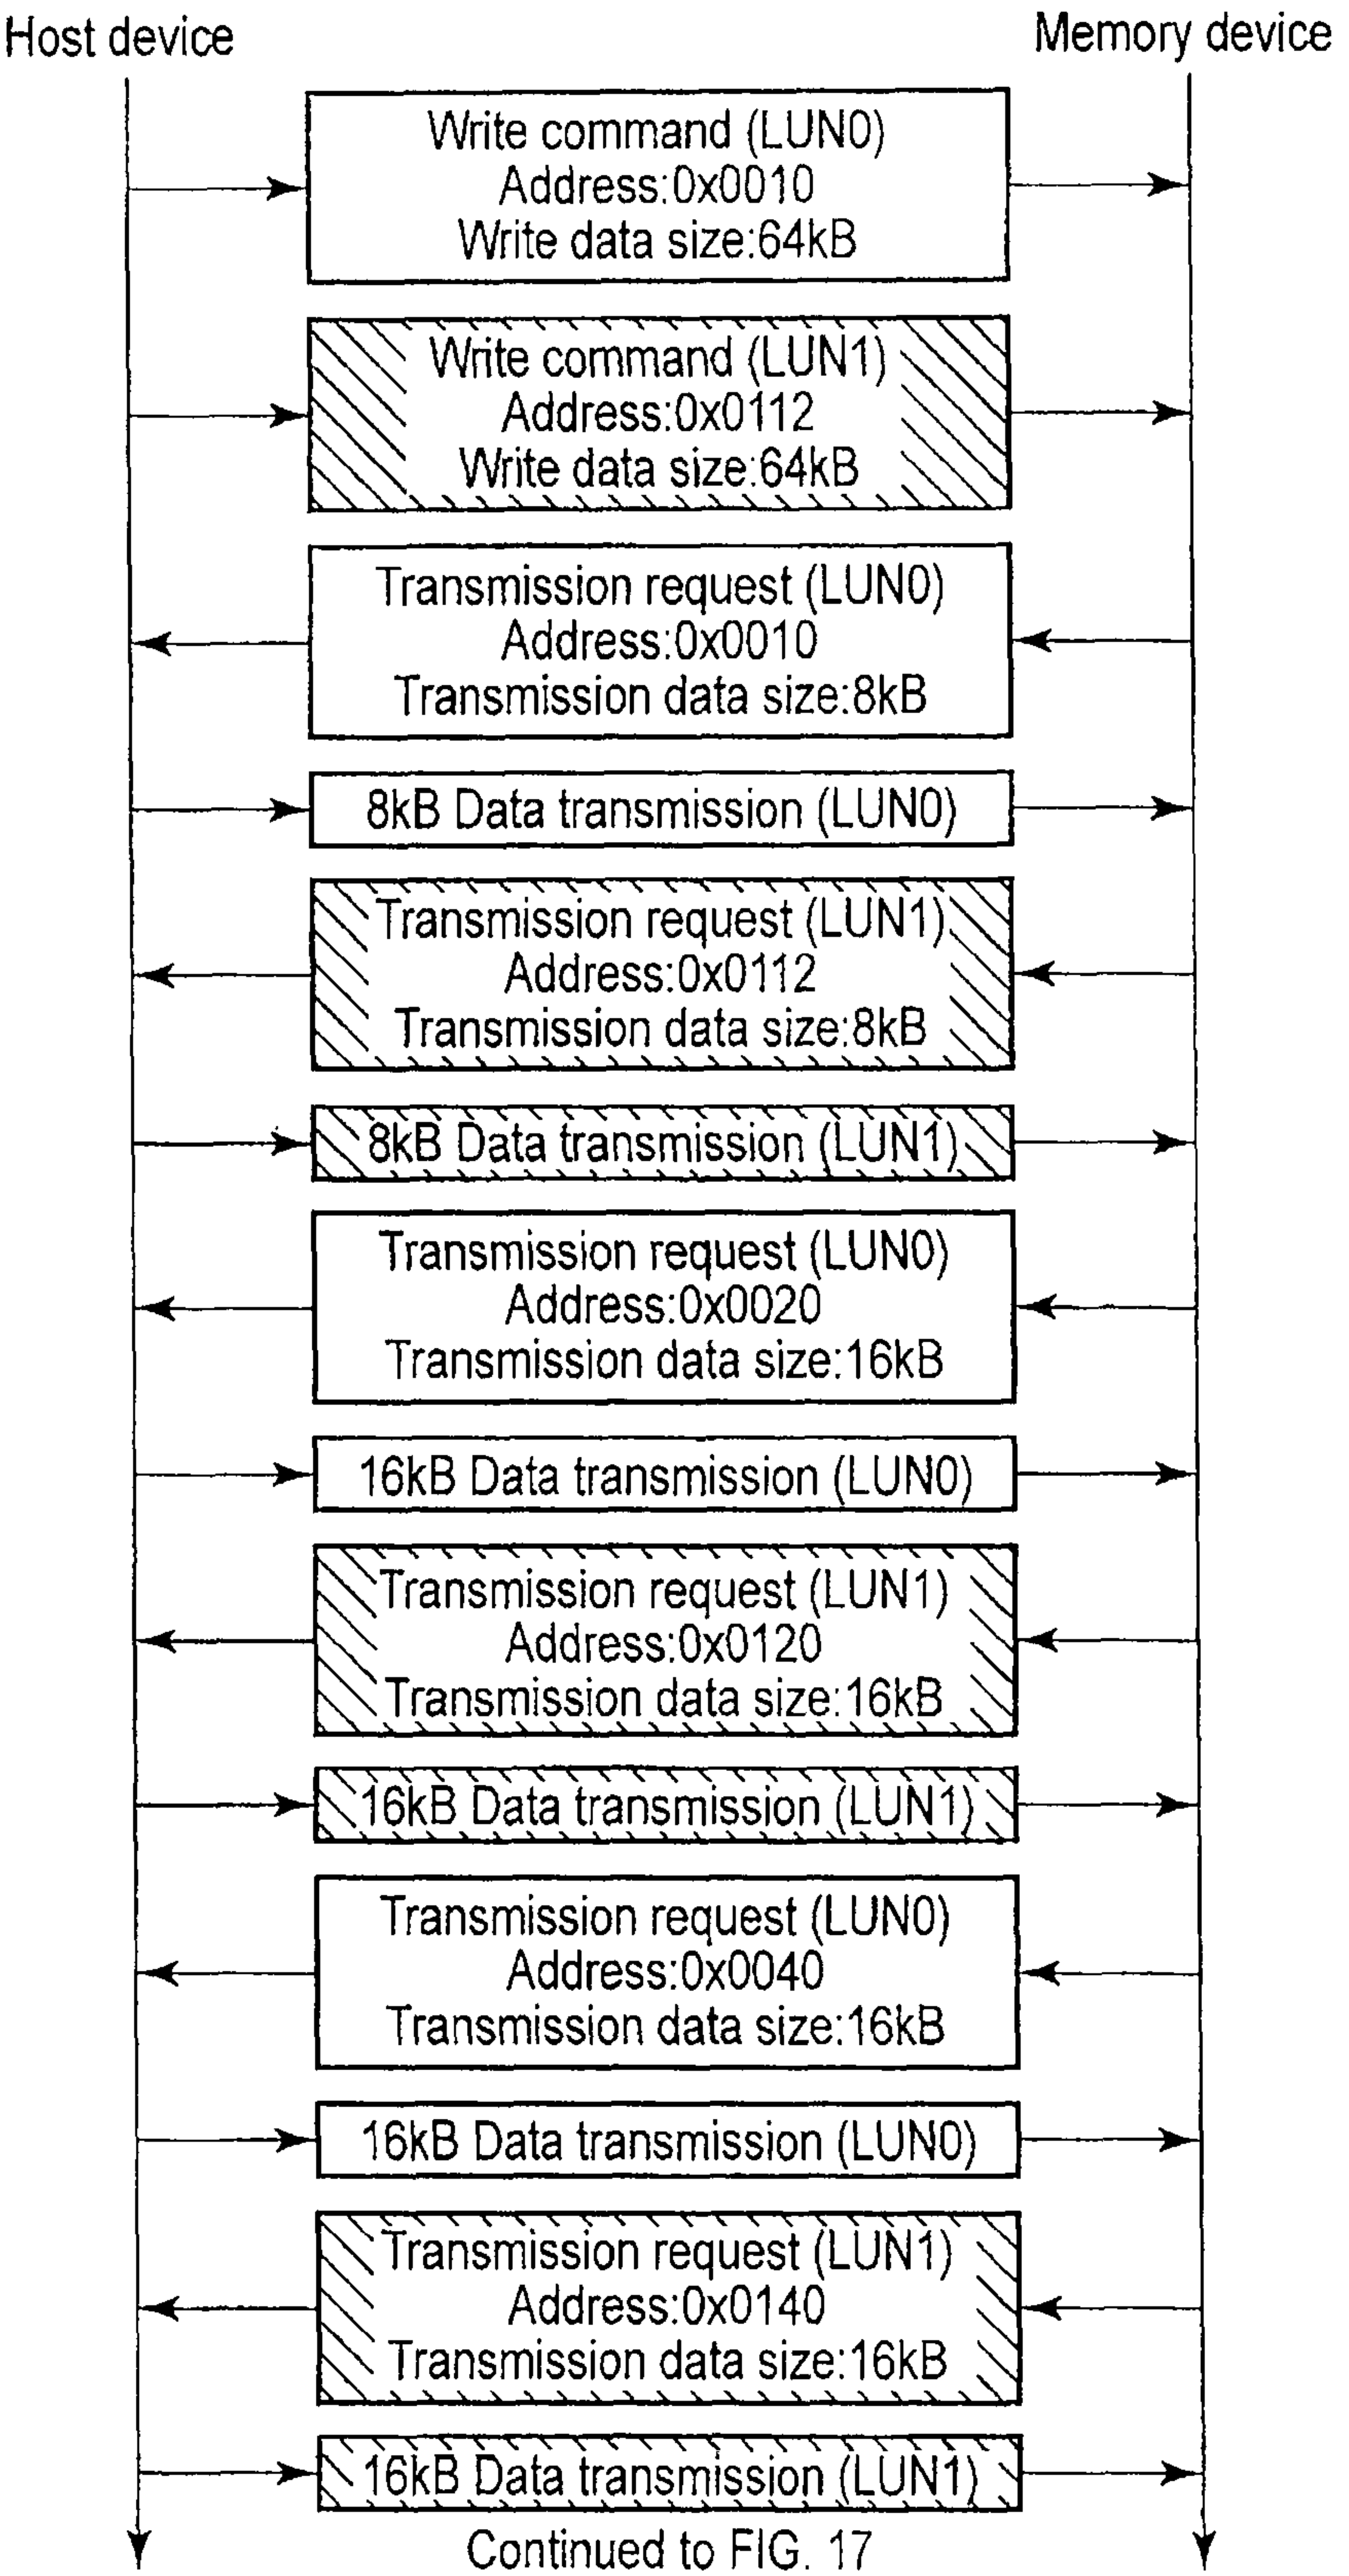 Host device
Memory device
Write command (LUN0)
Address:0x0010
Write data size:64kB
Write command (LUN1)
Address:0x0112
Write data size:64kB
Transmission request (LUN0)
Address:0x0010
Transmission data size:8kB
8kB Data transmission (LUN0)
Transmission request (LUN1)
Address:0x0112
Transmission data size:8kB
8kB Data transmission (LUN1)
Transmission request (LUN0)
Address:0x0020
Transmission data size:16kB
16kB Data transmission (LUN0)
Transmission request (LUN1)
Address:0x0120
Transmission data size:16kB
16kB Data transmission (LUN1)
Transmission request (LUN0)
Address:0x0040
Transmission data size:16kB
16kB Data transmission (LUN0)
Transmission request (LUN1)
Address:0x0140
Transmission data size:16kB
16kB Data transmission (LUN1)
Continued to FIG. 17